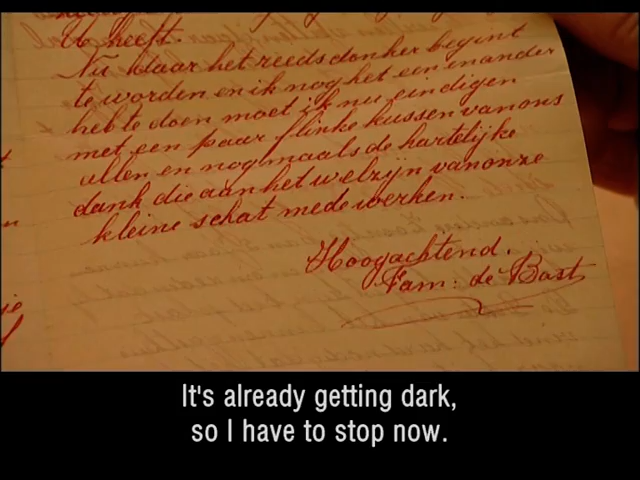 U heeft.
Nu daar het reeds donker begint
te worden en ik nog het een en ander
heb te doen moet ik nu eindigen
met een paar flinke kussen van ons
allen en nogmaals de hartelijke
dank die aan het welzijn van onze
kleine schat mede werken.
Hoogachtend.
Fam: de Bast
It's already getting dark,
so I have to stop now.